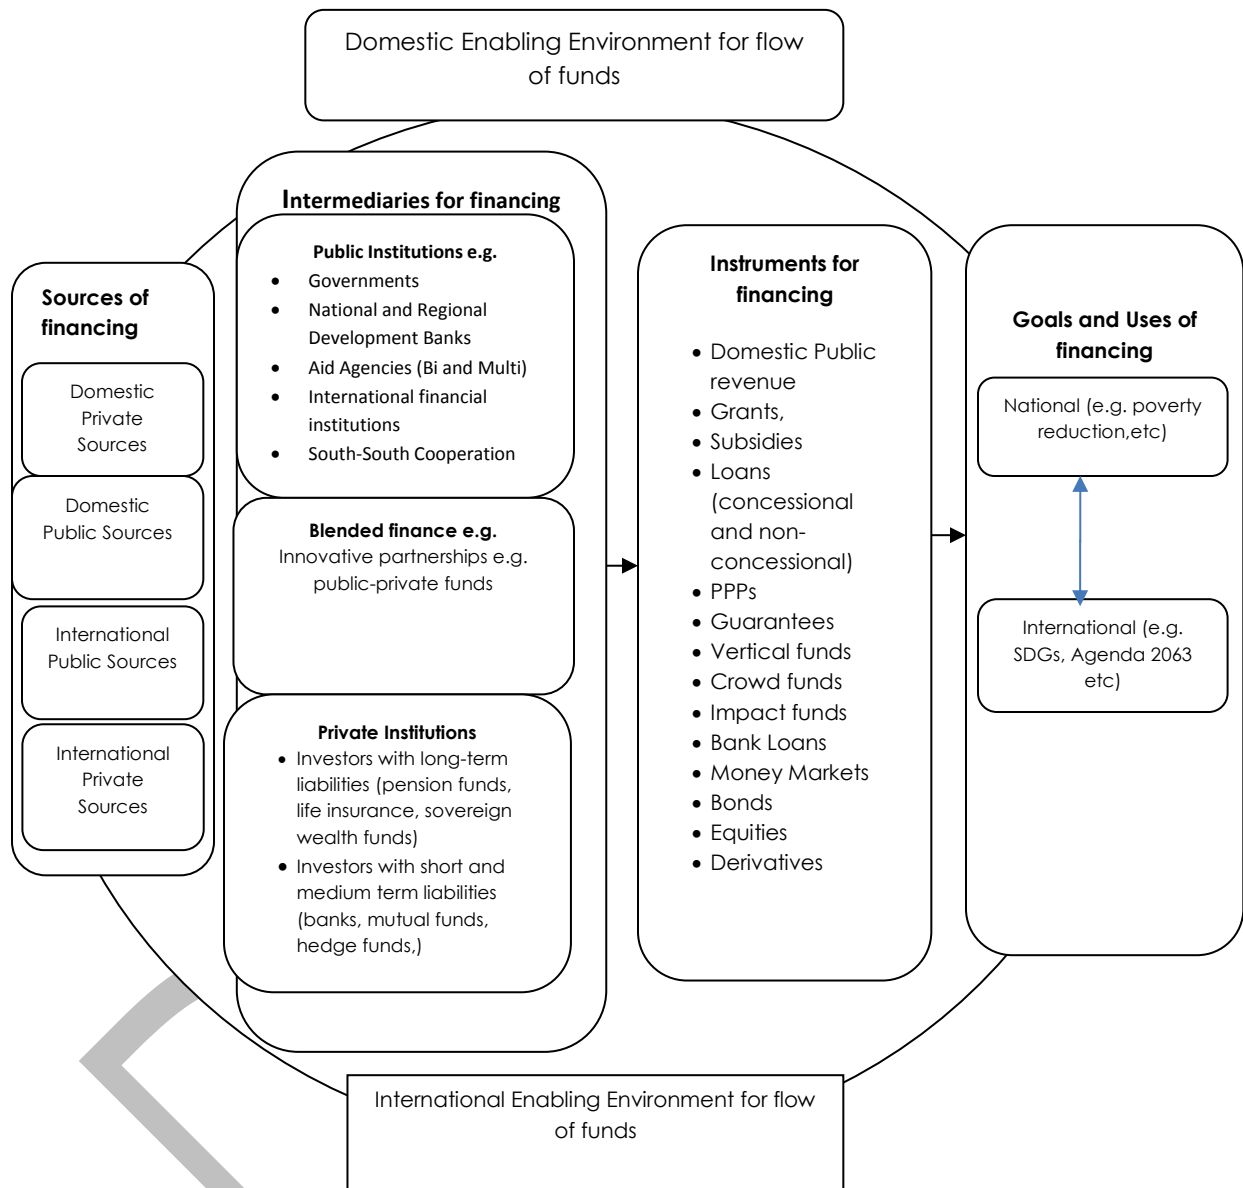 Domestic Enabling Environment for flow
of funds
Sources of
financing
Domestic
Private
Sources
Domestic
Public Sources
International
Public Sources
International
Private
Sources
Intermediaries for financing
Public Institutions e.g.
• Governments
• National and Regional
Development Banks
• Aid Agencies (Bi and Multi)
• International financial
institutions
• South-South Cooperation
Blended finance e.g.
Innovative partnerships e.g.
public-private funds
Private Institutions
• Investors with long-term
liabilities (pension funds,
life insurance, sovereign
wealth funds)
• Investors with short and
medium term liabilities
(banks, mutual funds,
hedge funds,)
Instruments for
financing
• Domestic Public
revenue
• Grants,
• Subsidies
• Loans
(concessional
and non-
concessional)
• PPPs
• Guarantees
• Vertical funds
• Crowd funds
• Impact funds
• Bank Loans
• Money Markets
• Bonds
• Equities
• Derivatives
Goals and Uses of
financing
National (e.g. poverty
reduction,etc)
International (e.g.
SDGs, Agenda 2063
etc)
International Enabling Environment for flow
of funds